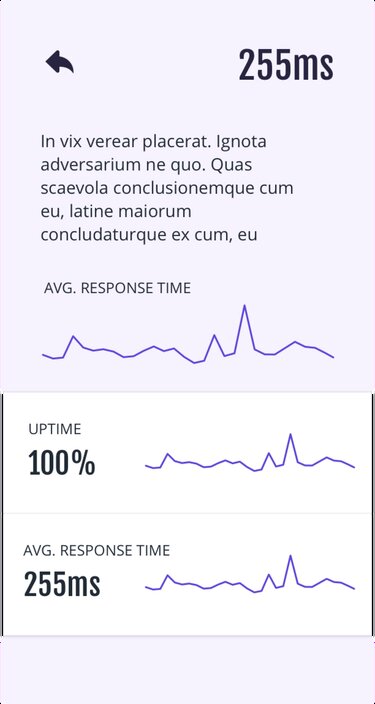 255ms
In vix verear placerat. Ignota
adversarium ne quo. Quas
scaevola conclusionemque cum
eu, latine maiorum
concludaturque ex cum, eu
AVG. RESPONSE TIME
UPTIME
100%
AVG. RESPONSE TIME
255ms